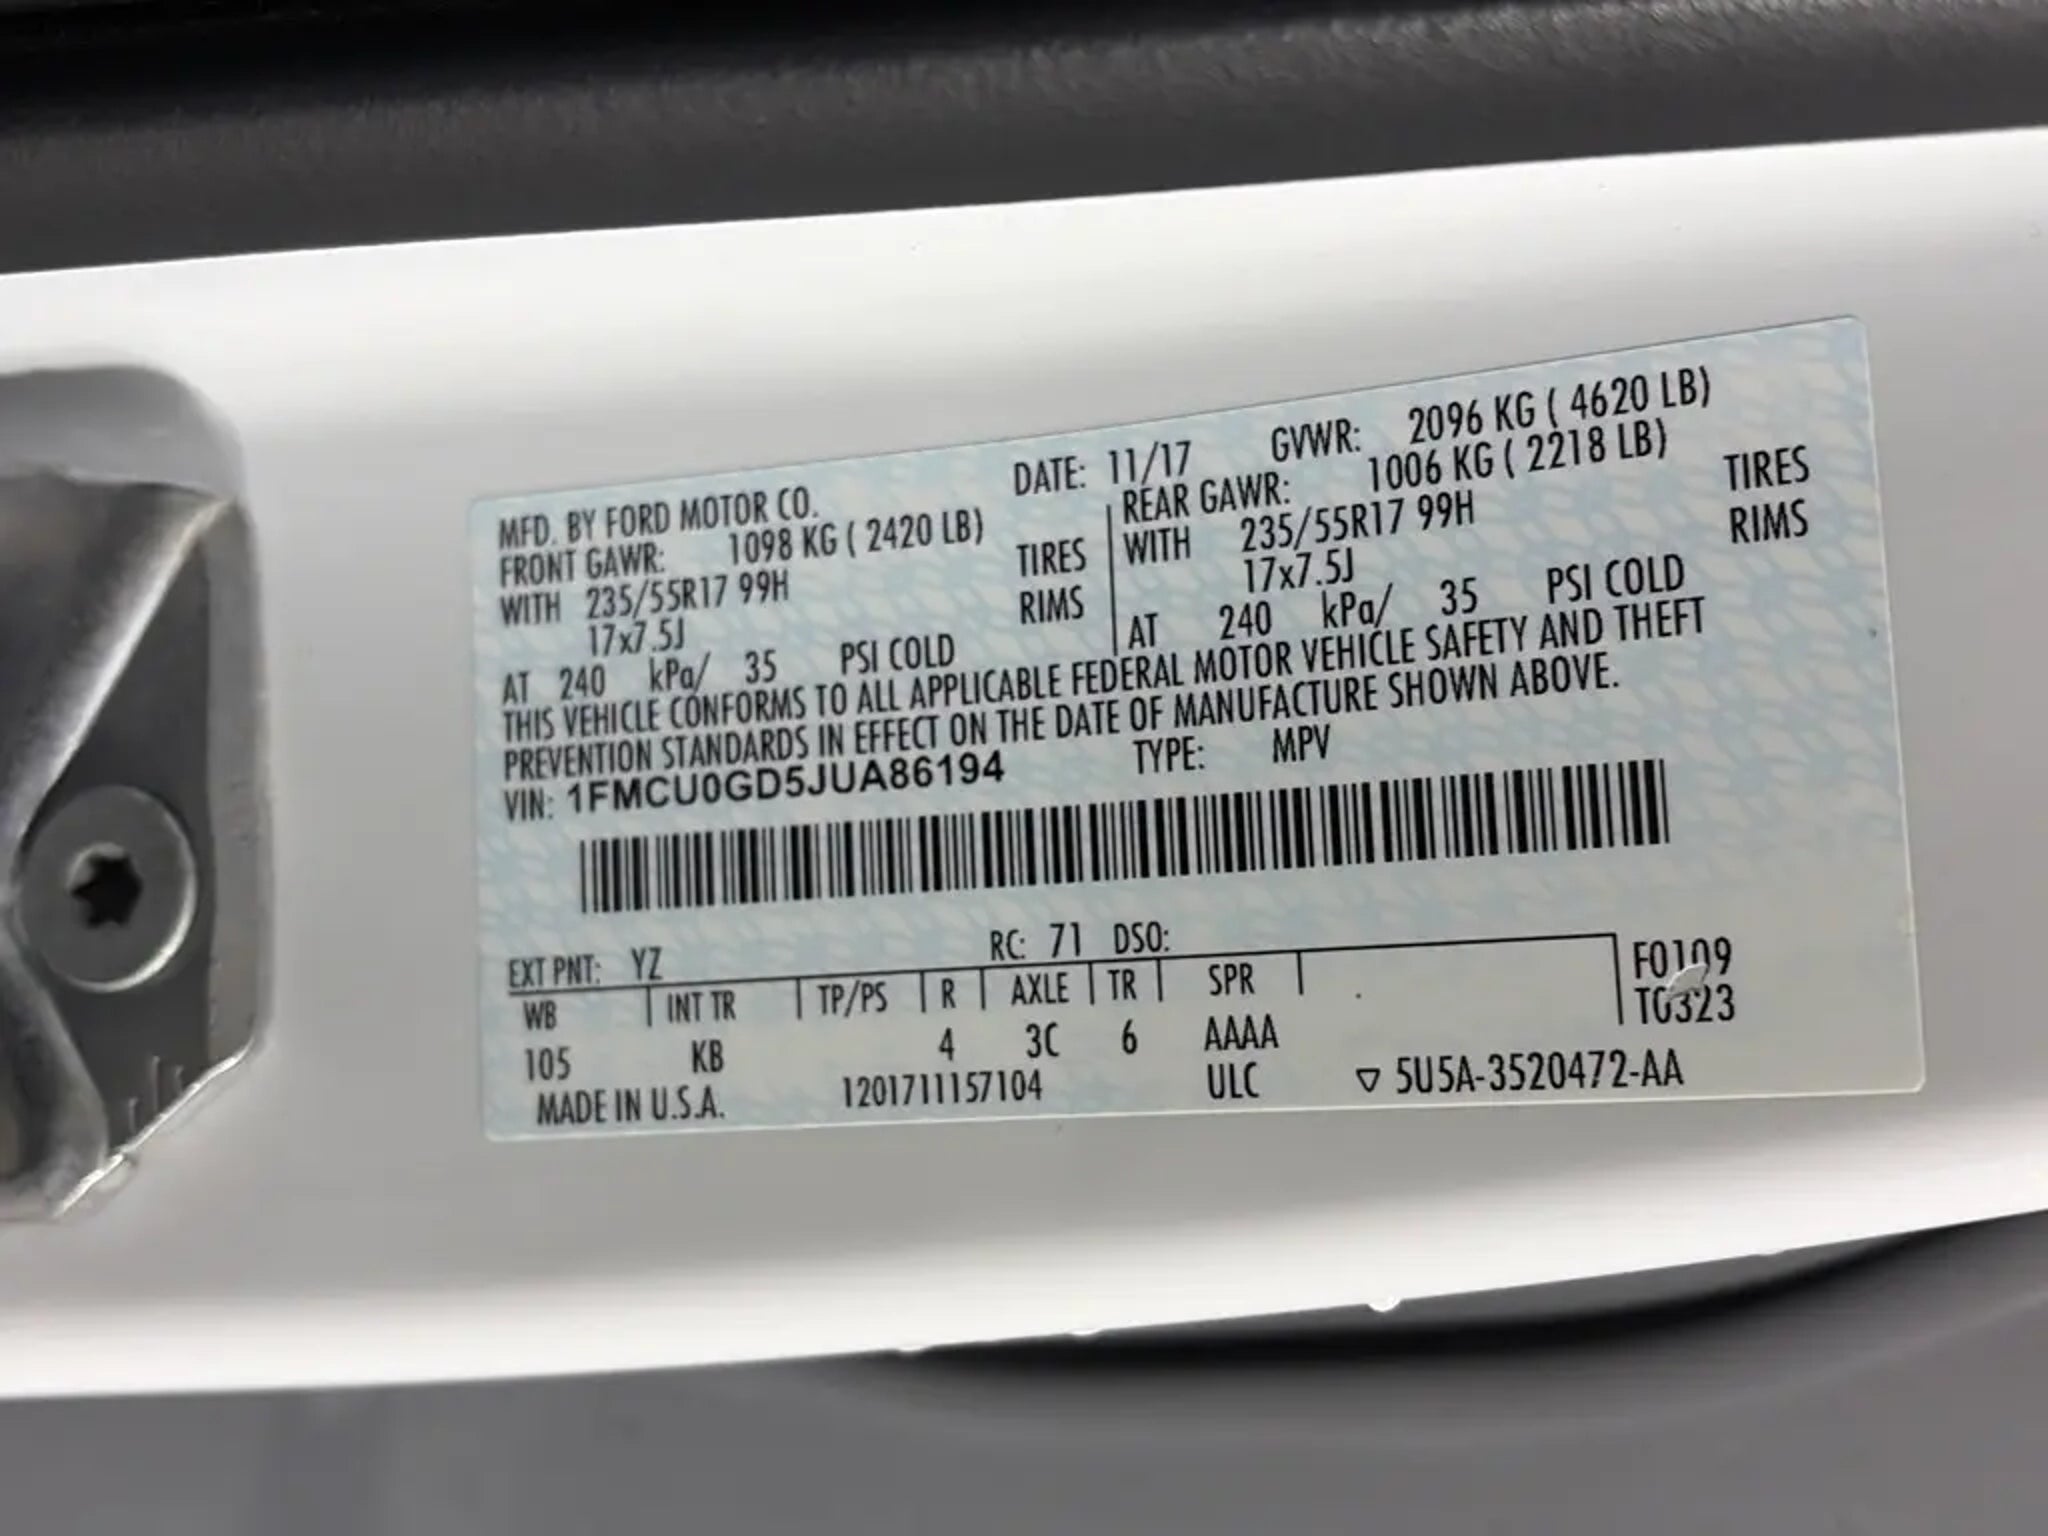 MFD. BY FORD MOTOR CO. DATE: 11/17 GVWR: 2096 KG ( 4620 LB)
FRONT GAWR: 1098 KG ( 2420 LB)
WITH 235/55R17 99H TIRES
17x7.5J RIMS
AT 240 kPa/ 35 PSI COLD
REAR GAWR: 1006 KG ( 2218 LB)
WITH 235/55R17 99H TIRES
17x7.5J RIMS
AT 240 kPa/ 35 PSI COLD
THIS VEHICLE CONFORMS TO ALL APPLICABLE FEDERAL MOTOR VEHICLE SAFETY AND THEFT
PREVENTION STANDARDS IN EFFECT ON THE DATE OF MANUFACTURE SHOWN ABOVE.
VIN: 1FMCU0GD5JUA86194 TYPE: MPV
EXT PNT: YZ RC: 71 DSO:
WB INT TR TP/PS R AXLE TR SPR F0109
T0323
105 KB 4 3C 6 AAAA
MADE IN U.S.A. 1201711157104 ULC ▽ 5U5A-3520472-AA